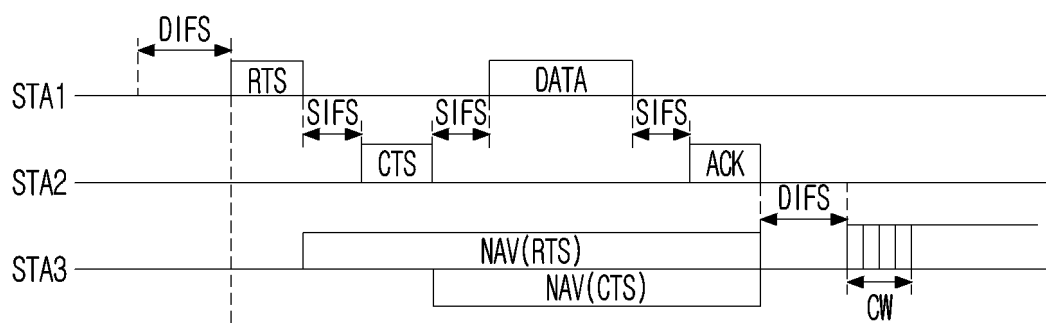 DIFS
RTS
DATA
STA1
SIFS
SIFS
SIFS
CTS
ACK
STA2
DIFS
NAV(RTS)
STA3
NAV(CTS)
CW